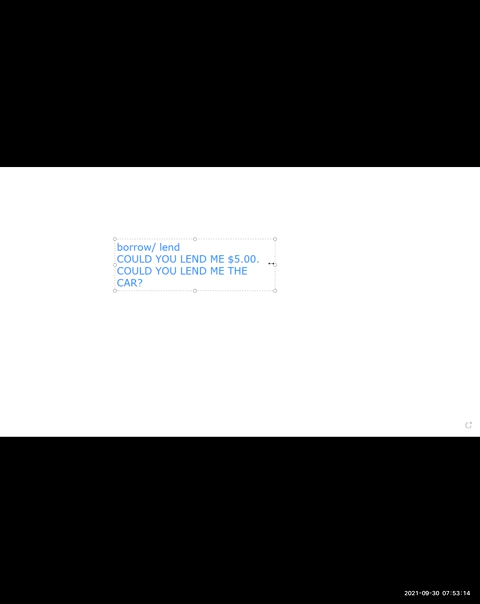 borrow/ lend
COULD YOU LEND ME $5.00.
COULD YOU LEND ME THE
CAR?
2021-09-30 07:53:14